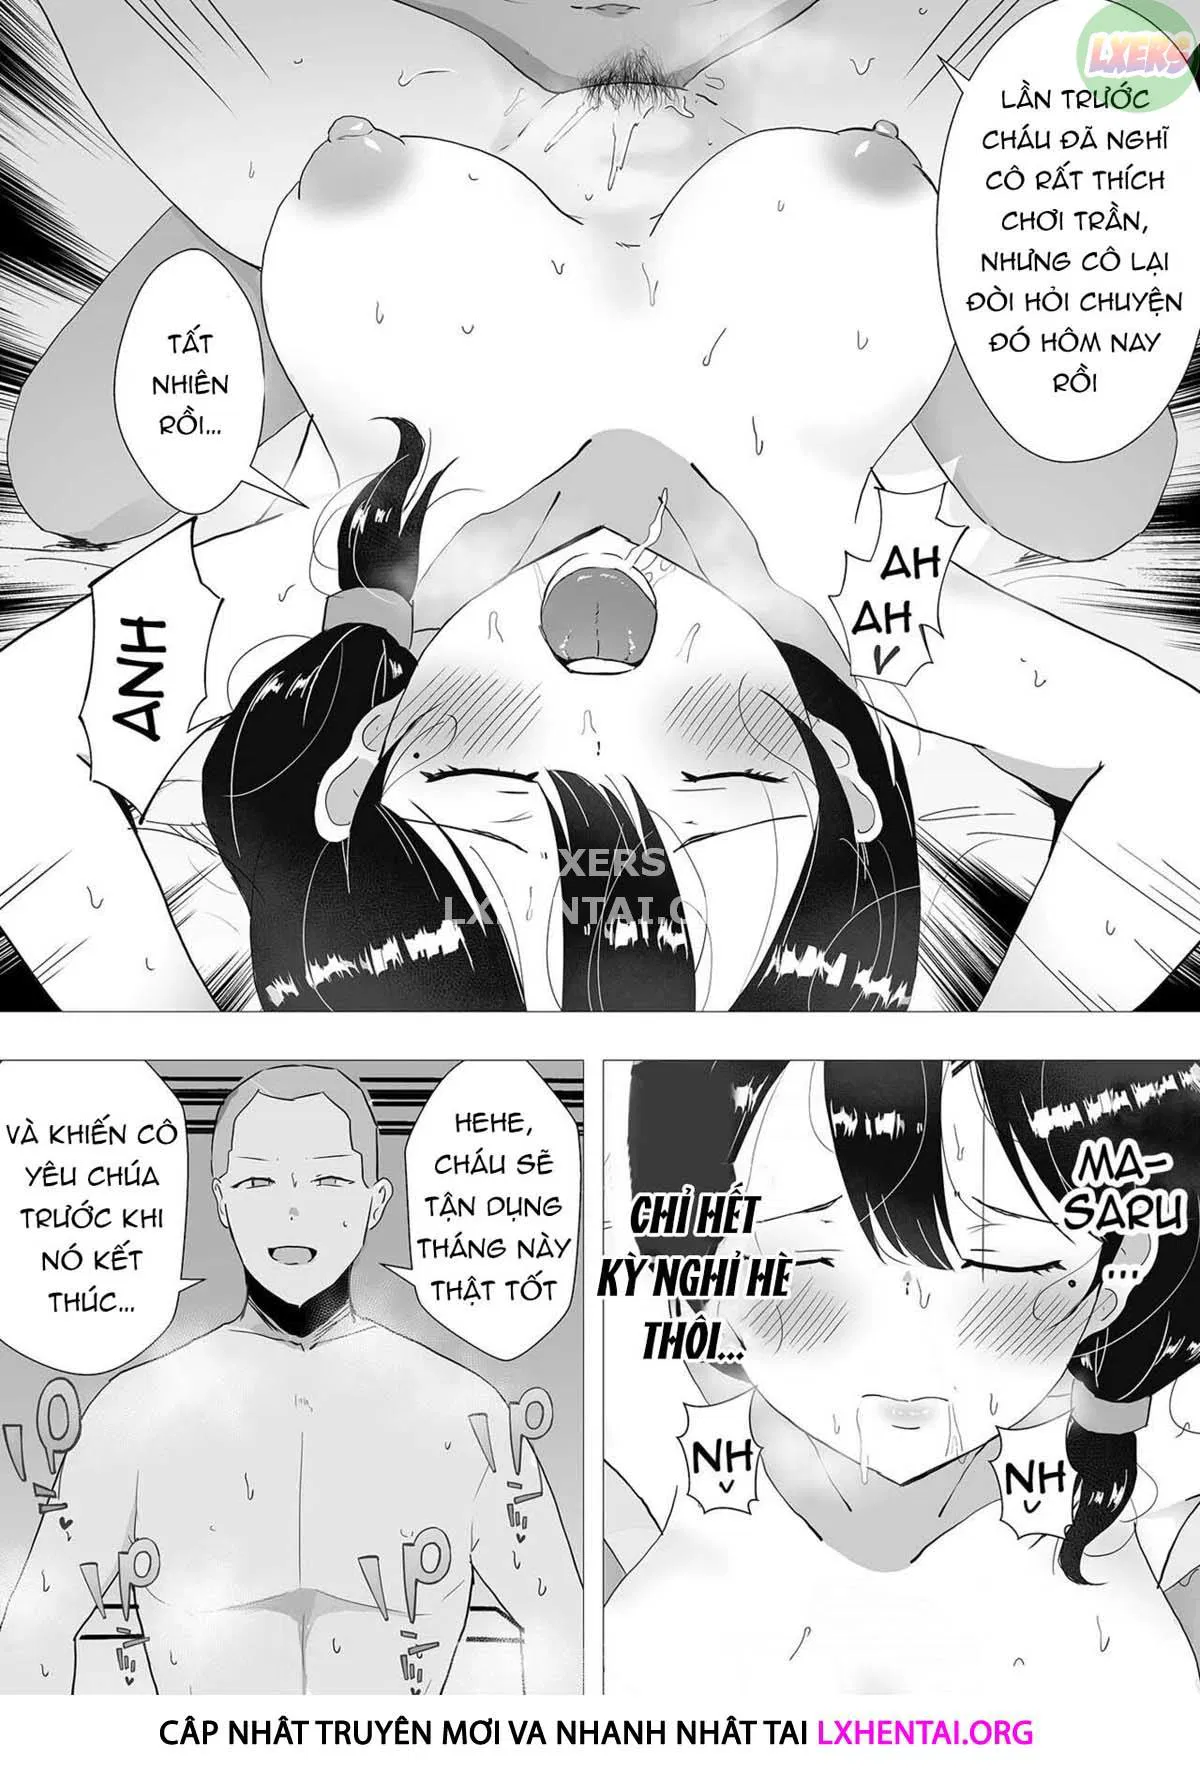 LXERS
LẦN TRƯỚC
CHÁU ĐÃ NGHĨ
CÔ RẤT THÍCH
CHƠI TRẦN,
NHƯNG CÔ LẠI
ĐÒI HỎI CHUYỆN
ĐÓ HÔM NAY
RỒI
TẤT
NHIÊN
RỒI...
AH
AH
ANH
XERS
LXHENTAI.O
MA-
SARU
...
CHỈ HẾT
KỲ NGHỈ HÈ
THÔI...
NH
NH
HEHE,
CHÁU SẼ
TẬN DỤNG
THÁNG NÀY
THẬT TỐT
VÀ KHIẾN CÔ
YÊU CHÚA
TRƯỚC KHI
NÓ KẾT
THÚC...
CẬP NHẬT TRUYỆN MỚI VÀ NHANH NHẤT TẠI LXHENTAI.ORG